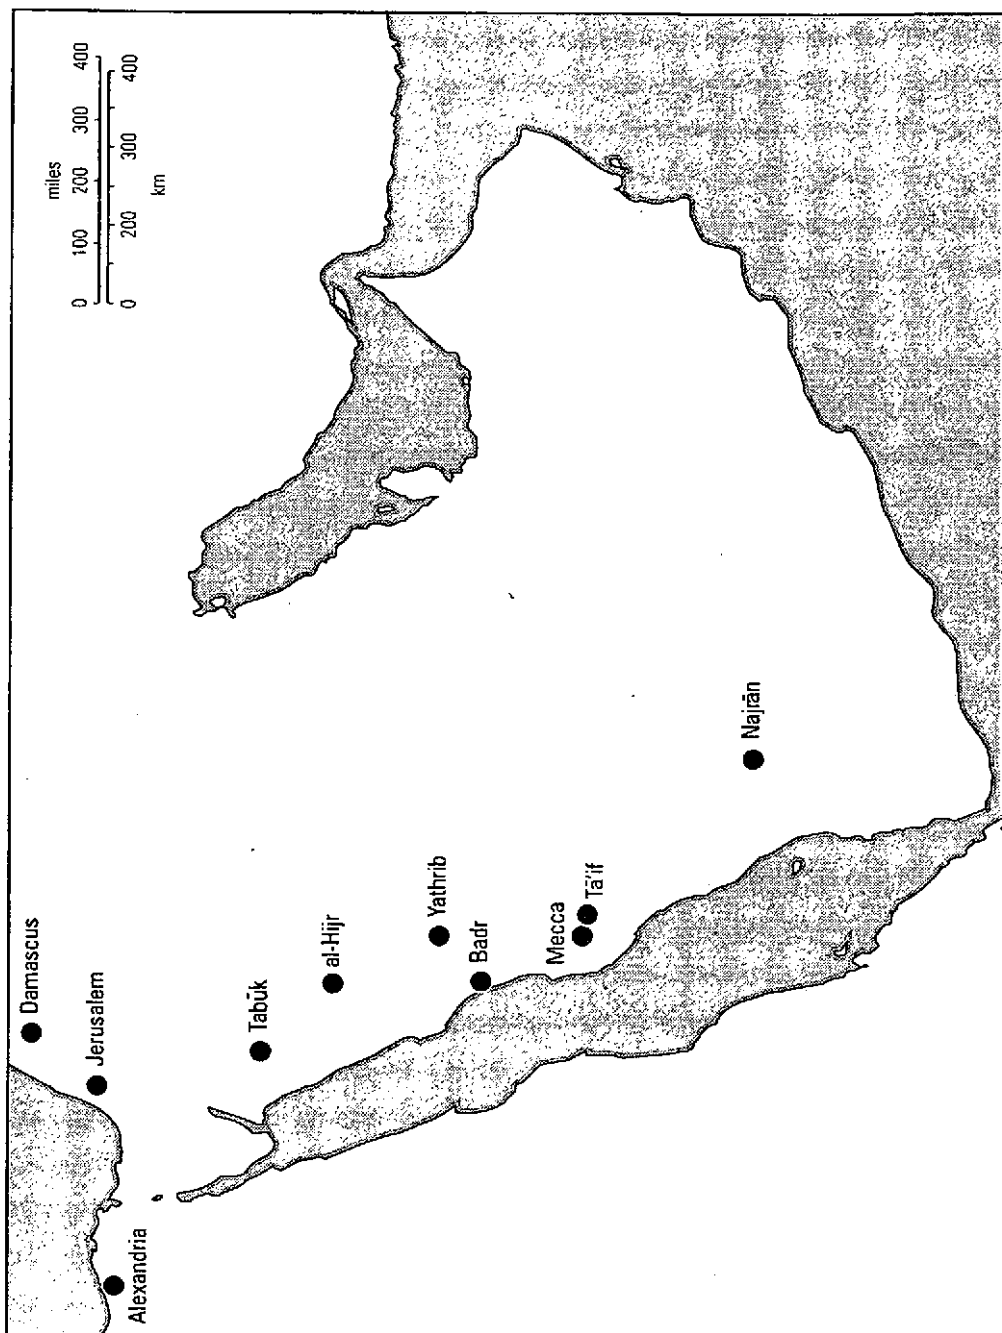 Damascus
miles
0 100 200 300 400
0 200 300 400
km
Jerusalem
Alexandria
Tabūk
al-Hijr
Yathrib
Badr
Mecca
Tā'if
Najrān